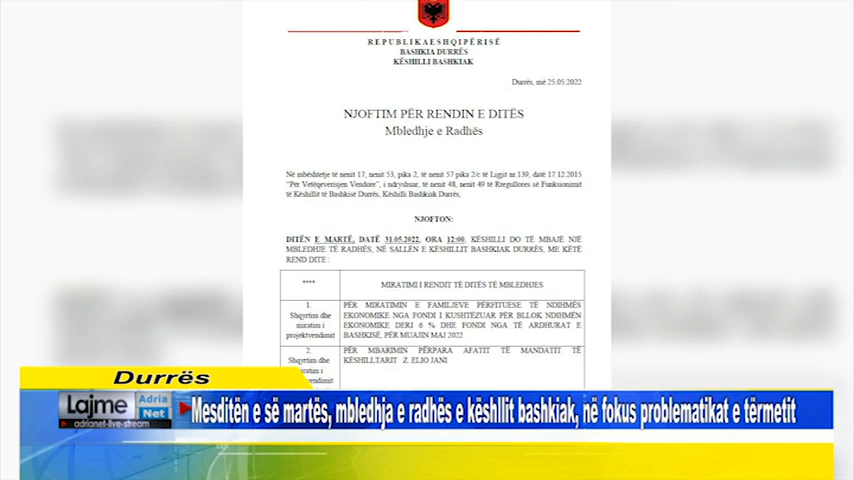 REPUBLIKA E SHQIPËRISË
BASHKIA DURRËS
KËSHILLI BASHKIAK
Durrës, më 25.05.2022
NJOFTIM PËR RENDIN E DITËS
Mbledhje e Radhës
Në mbështetje të nenit 17, nenit 53, pika 2, të nenit 57 pika 2/c të Ligjit nr.139, datë 17.12.2015
"Për Vetëqeverisjen Vendore", i ndryshuar, të nenit 48, nenit 49 të Rregullores së Funksionimit
të Këshillit të Bashkisë Durrës, Këshilli Bashkiak Durrës,
NJOFTON:
DITËN E MARTË, DATË 31.05.2022, ORA 12:00, KËSHILLI DO TË MBAJË NJË
MBLEDHJE TË RADHËS, NË SALLËN E KËSHILLIT BASHKIAK DURRËS, ME KËTË
REND DITE :
**** MIRATIMI I RENDIT TË DITËS TË MBLEDHJES
1.
Shqyrtim dhe
miratim i
projektvendimit
PËR MIRATIMIN E FAMILJEVE PËRFITUESE TË NDIHMËS
EKONOMIKE NGA FONDI I KUSHTËZUAR PËR BLLOK NDIHMËN
EKONOMIKE DERI 6 % DHE FONDI NGA TË ARDHURAT E
BASHKISË, PËR MUAJIN MAJ 2022
2.
Shqyrtim dhe
miratim i
PËR MBARIMIN PËRPARA AFATIT TË MANDATIT TË
KËSHILLTARIT Z. ELIO JANI
Durrës
Lajme Adria Net
adrianet-live-stream
Mesditën e së martës, mbledhja e radhës e këshllit bashkiak, në fokus problematikat e tërmetit